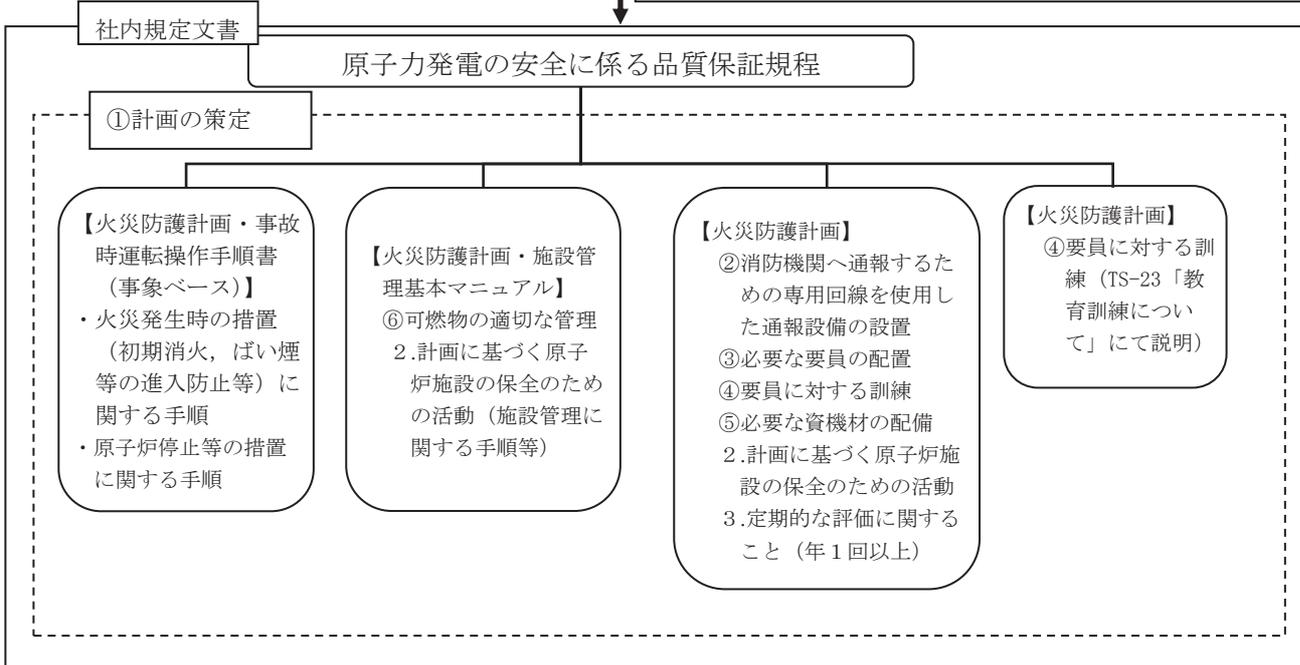 社内規定文書
原子力発電の安全に係る品質保証規程
①計画の策定
【火災防護計画・事故
時運転操作手順書
（事象ベース）】
・火災発生時の措置
（初期消火，ばい煙
等の進入防止等）に
関する手順
・原子炉停止等の措置
に関する手順
【火災防護計画・施設管
理基本マニュアル】
⑥可燃物の適切な管理
２.計画に基づく原子
炉施設の保全のため
の活動（施設管理に
関する手順等）
【火災防護計画】
②消防機関へ通報するた
めの専用回線を使用し
た通報設備の設置
③必要な要員の配置
④要員に対する訓練
⑤必要な資機材の配備
２.計画に基づく原子炉施
設の保全のための活動
３.定期的な評価に関する
こと（年１回以上）
【火災防護計画】
④要員に対する訓
練（TS-23「教
育訓練につい
て」にて説明）